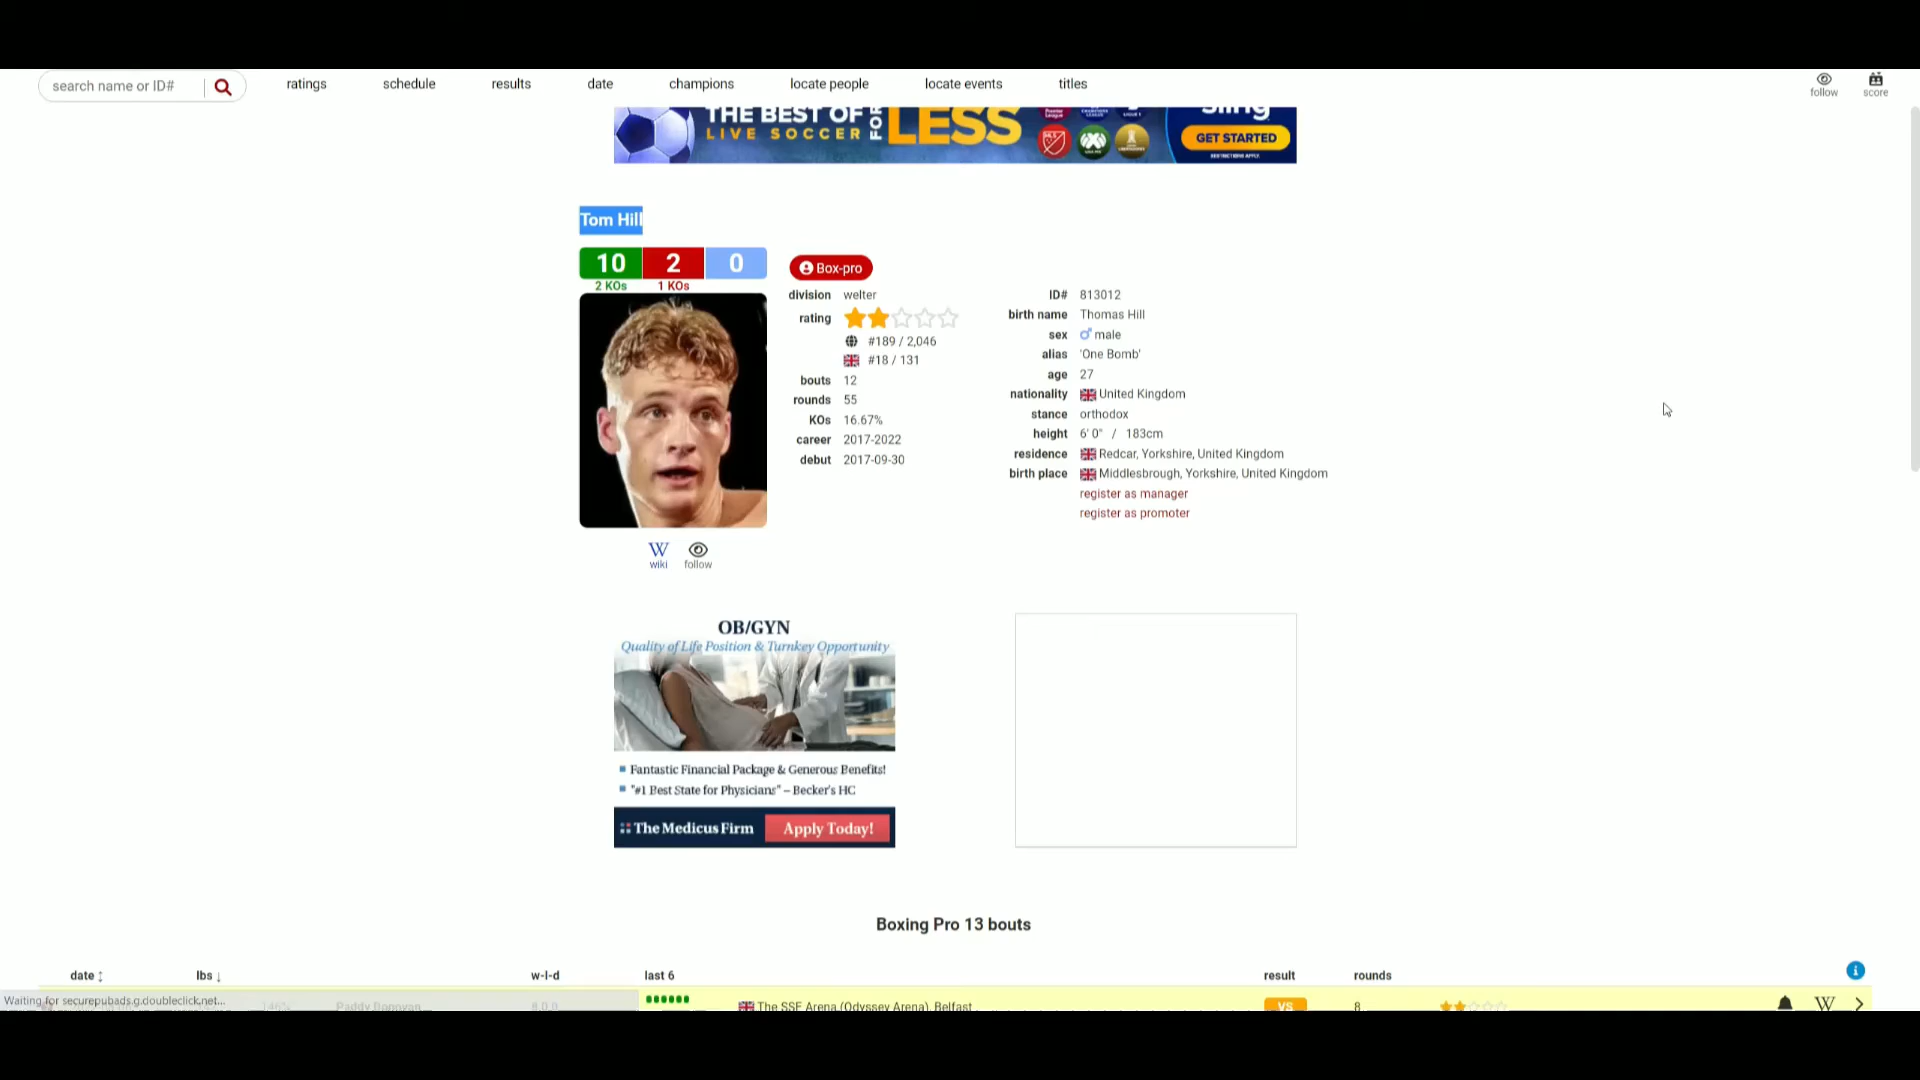 search name or ID#
ratings
schedule
results
date
champions
locate people
locate events
titles
follow
score
THE BEST OF
LIVE SOCCER
FOR
LESS
sling
GET STARTED
RESTRICTIONS APPLY.
Tom Hill
10 2 0
2 KOs 1 KOs
Box-pro
division welter
rating
#189 / 2,046
#18 / 131
bouts 12
rounds 55
KOs 16.67%
career 2017-2022
debut 2017-09-30
ID# 813012
birth name Thomas Hill
sex ♂ male
alias 'One Bomb'
age 27
nationality United Kingdom
stance orthodox
height 6' 0" / 183cm
residence Redcar, Yorkshire, United Kingdom
birth place Middlesbrough, Yorkshire, United Kingdom
register as manager
register as promoter
W
wiki
follow
OB/GYN
Quality of Life Position & Turnkey Opportunity
Fantastic Financial Package & Generous Benefits!
"#1 Best State for Physicians" – Becker's HC
The Medicus Firm
Apply Today!
Boxing Pro 13 bouts
date lbs w-l-d last 6 result rounds
Waiting for securepubads.g.doubleclick.net...
Paddy Donovan
The SSE Arena (Odyssey Arena), Belfast
VS
8
W